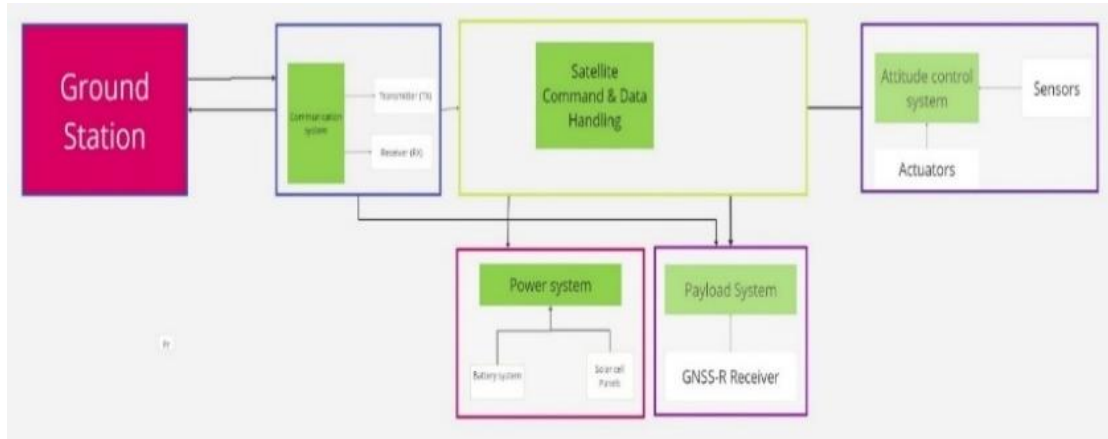 Ground
Station
Communication
system
Transmitter (TX)
Receiver (RX)
Satellite
Command & Data
Handling
Attitude control
system
Sensors
Actuators
Power system
Battery system
Solar cell
Panels
Payload System
GNSS-R Receiver